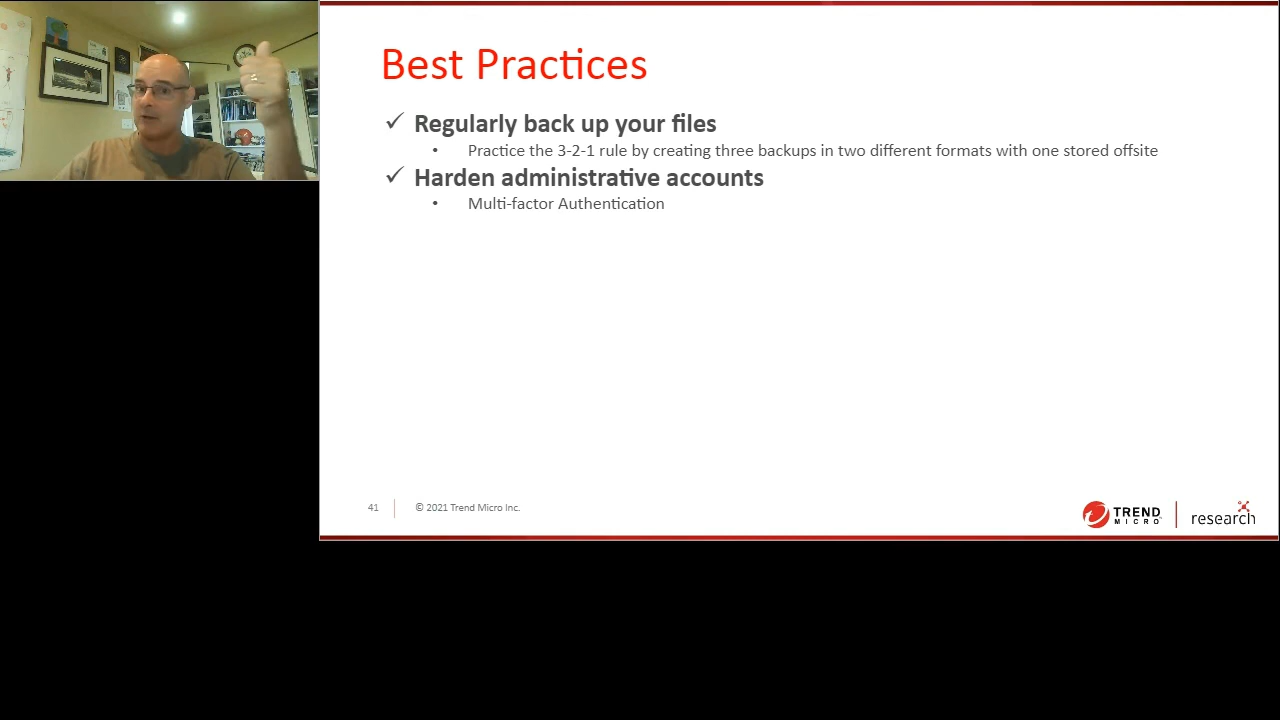 Best Practices
✓ Regularly back up your files
• Practice the 3-2-1 rule by creating three backups in two different formats with one stored offsite
✓ Harden administrative accounts
• Multi-factor Authentication
41
© 2021 Trend Micro Inc.
TREND
MICRO
research